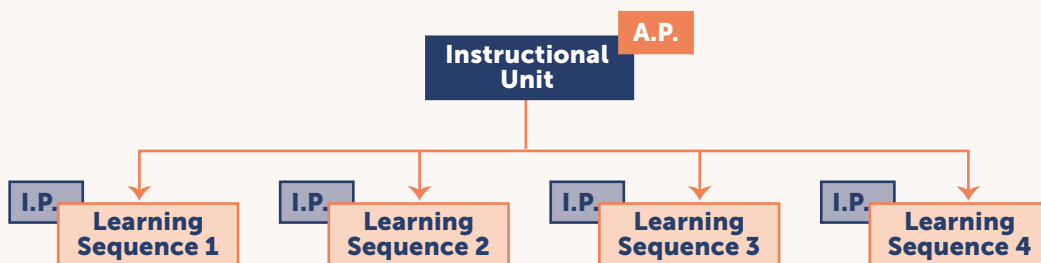 A.P.
Instructional
Unit
I.P.
Learning
Sequence 1
I.P.
Learning
Sequence 2
I.P.
Learning
Sequence 3
I.P.
Learning
Sequence 4